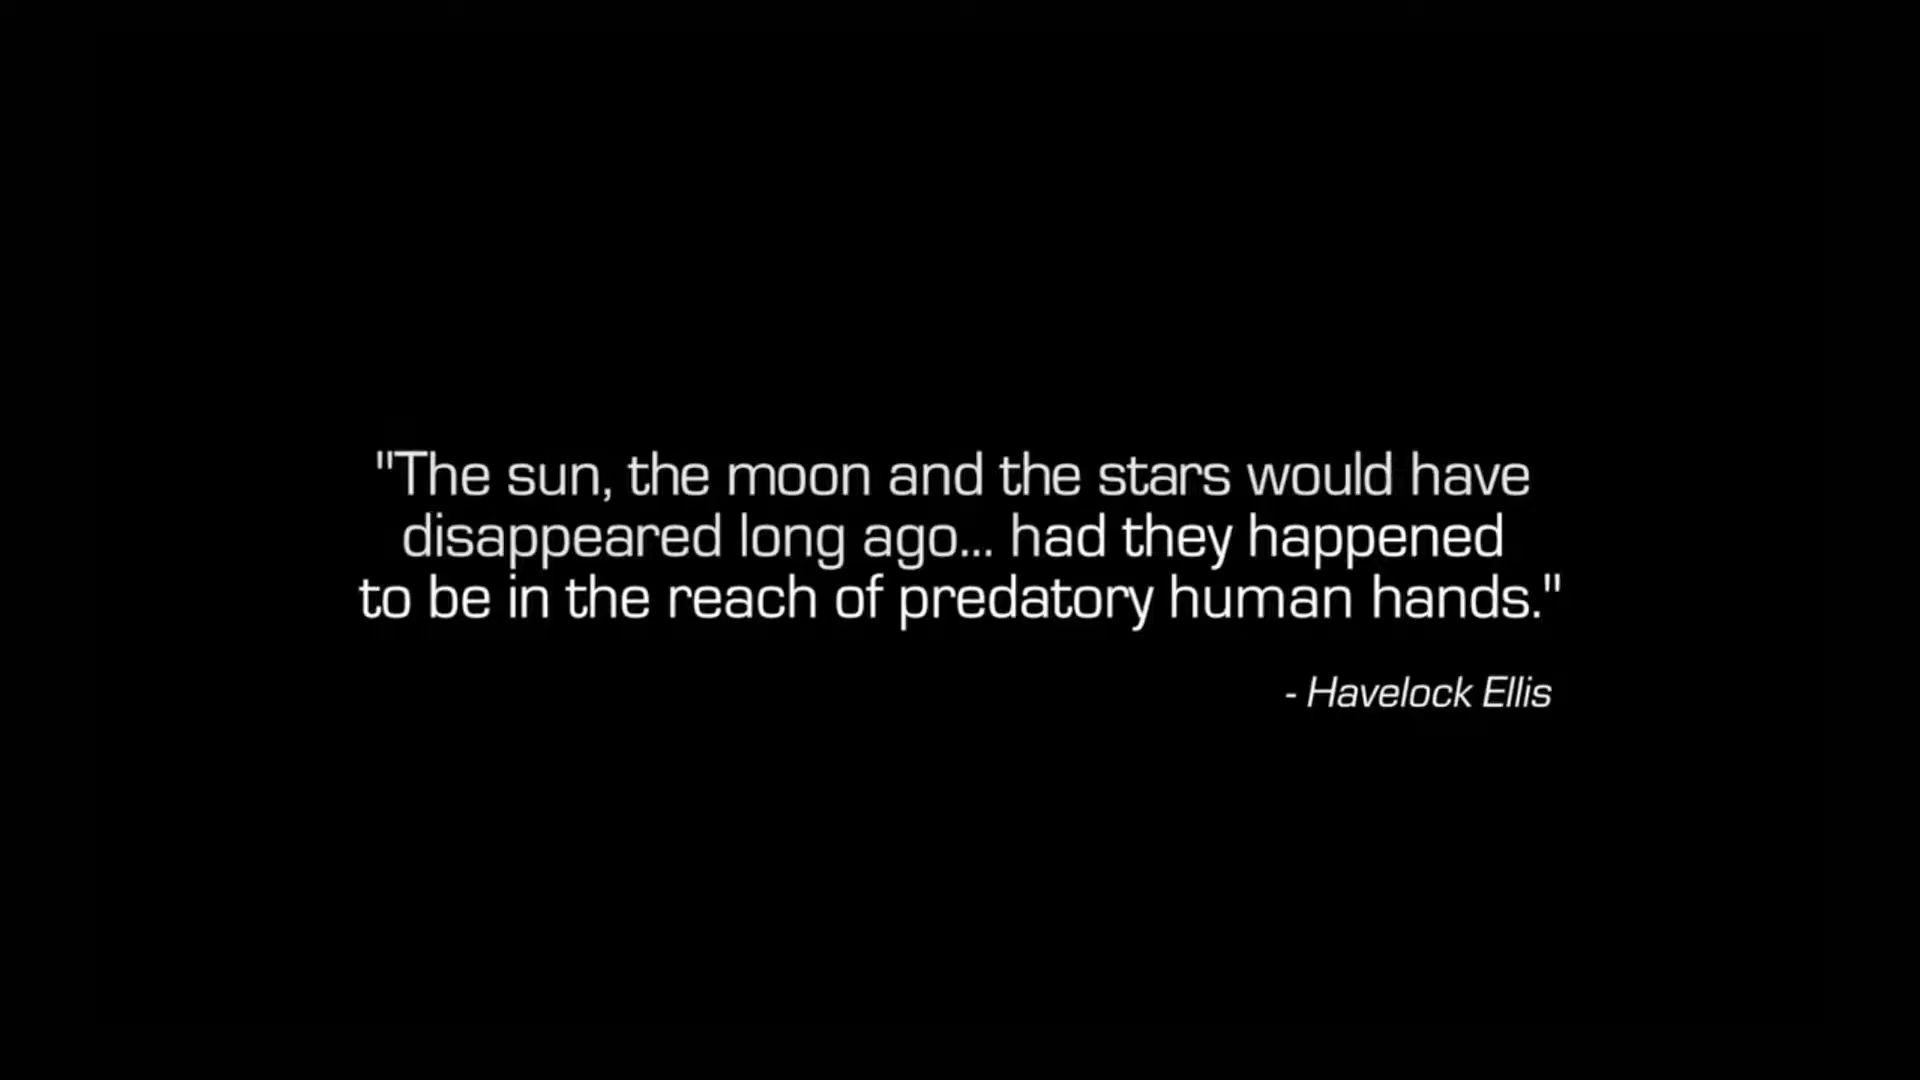 "The sun, the moon and the stars would have
disappeared long ago... had they happened
to be in the reach of predatory human hands."
- Havelock Ellis